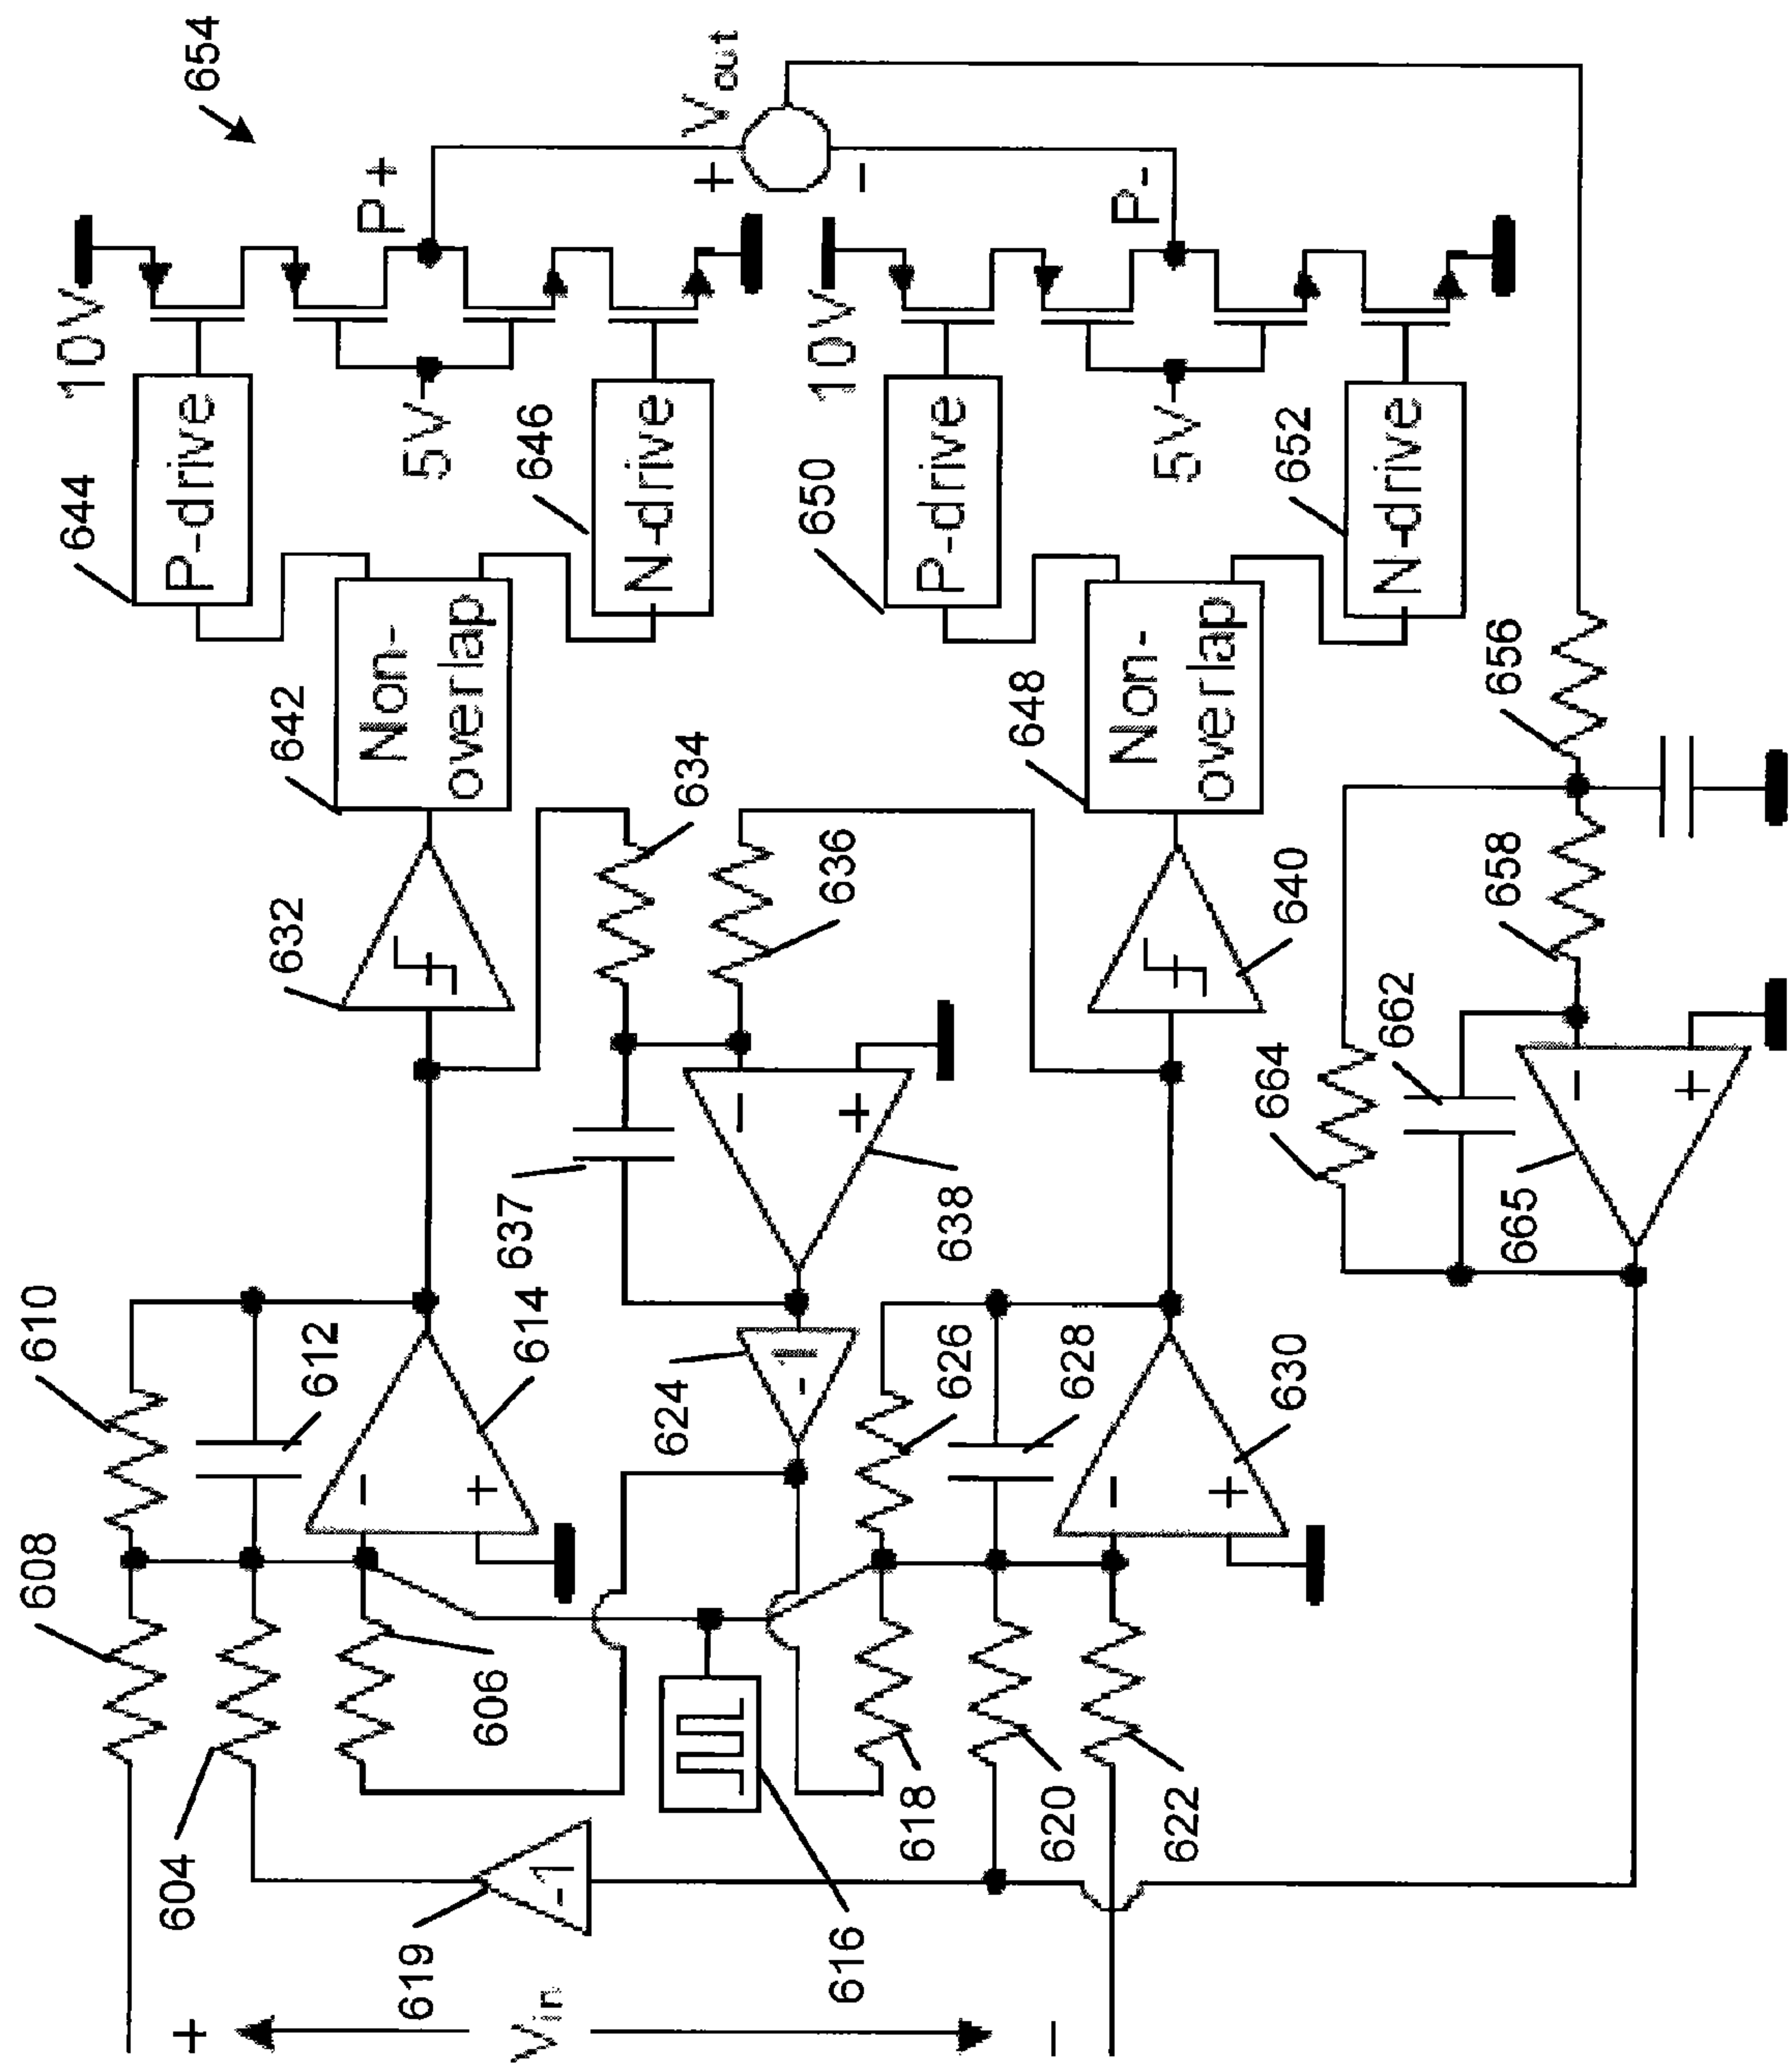 654
10V
P+
Vout
+
-
10V
P-
644
P-drive
5V
646
N-drive
650
P-drive
5V
652
N-drive
642
Non-
overlap
648
Non-
overlap
656
634
636
632
640
658
662
664
-
+
665
-
+
637
638
610
612
614
-
+
624
-1
626
628
630
-
+
608
604
606
618
620
622
-1
619
616
+
Vin
-